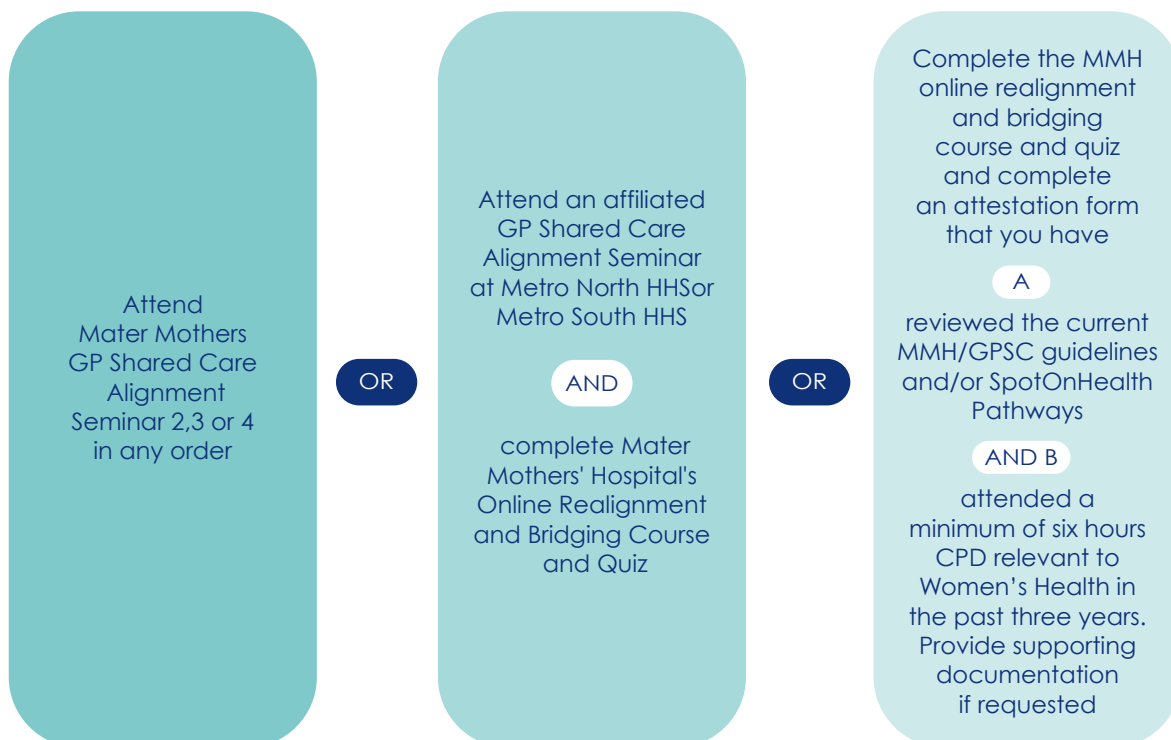 Attend
Mater Mothers
GP Shared Care
Alignment
Seminar 2,3 or 4
in any order
OR
Attend an affiliated
GP Shared Care
Alignment Seminar
at Metro North HHSor
Metro South HHS
AND
complete Mater
Mothers' Hospital's
Online Realignment
and Bridging Course
and Quiz
OR
Complete the MMH
online realignment
and bridging
course and quiz
and complete
an attestation form
that you have
A
reviewed the current
MMH/GPSC guidelines
and/or SpotOnHealth
Pathways
AND B
attended a
minimum of six hours
CPD relevant to
Women’s Health in
the past three years.
Provide supporting
documentation
if requested